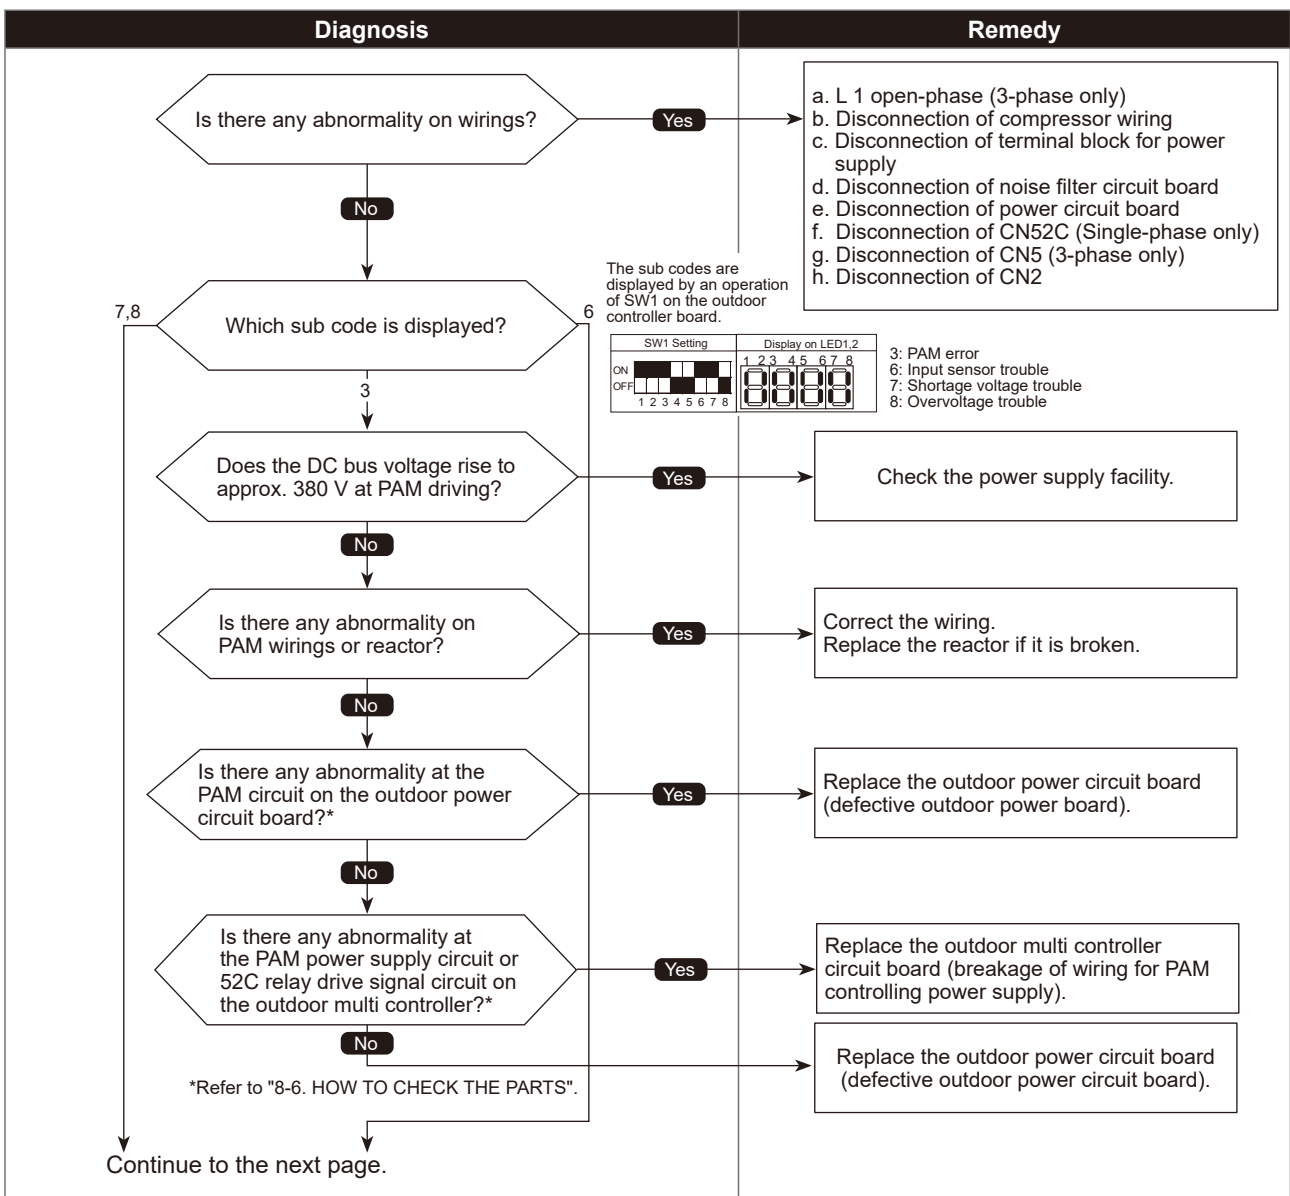 Diagnosis
Remedy
Is there any abnormality on wirings?
Yes
a. L 1 open-phase (3-phase only)
b. Disconnection of compressor wiring
c. Disconnection of terminal block for power
supply
d. Disconnection of noise filter circuit board
e. Disconnection of power circuit board
f. Disconnection of CN52C (Single-phase only)
g. Disconnection of CN5 (3-phase only)
h. Disconnection of CN2
No
The sub codes are
displayed by an operation
of SW1 on the outdoor
controller board.
7,8
Which sub code is displayed?
6
SW1 Setting
Display on LED1,2
ON
OFF
1 2 3 4 5 6 7 8
1 2 3 4 5 6 7 8
3: PAM error
6: Input sensor trouble
7: Shortage voltage trouble
8: Overvoltage trouble
3
Does the DC bus voltage rise to
approx. 380 V at PAM driving?
Yes
Check the power supply facility.
No
Is there any abnormality on
PAM wirings or reactor?
Yes
Correct the wiring.
Replace the reactor if it is broken.
No
Is there any abnormality at the
PAM circuit on the outdoor power
circuit board?*
Yes
Replace the outdoor power circuit board
(defective outdoor power board).
No
Is there any abnormality at
the PAM power supply circuit or
52C relay drive signal circuit on
the outdoor multi controller?*
Yes
Replace the outdoor multi controller
circuit board (breakage of wiring for PAM
controlling power supply).
No
Replace the outdoor power circuit board
(defective outdoor power circuit board).
*Refer to "8-6. HOW TO CHECK THE PARTS".
Continue to the next page.